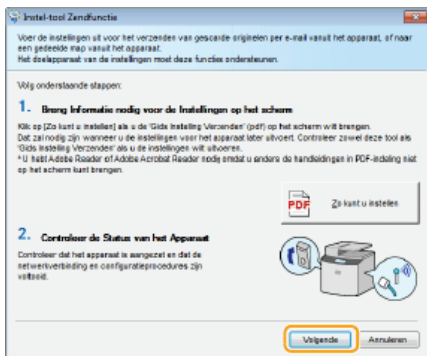 Instel-tool Zendfunctie
Voer de instellingen uit voor het verzenden van gescande originelen per e-mail vanuit het apparaat, of naar
een gedeelde map vanuit het apparaat.
Het doelapparaat van de instellingen moet deze functies ondersteunen.
Volg onderstaande stappen:
1. Breng Informatie nodig voor de Instellingen op het scherm
Klik op [Zo kunt u instellen] als u de 'Gids Instelling Verzenden' (pdf) op het scherm wilt brengen.
Dat zal nodig zijn wanneer u de instellingen voor het apparaat later uitvoert. Controleer zowel deze tool als
'Gids Instelling Verzenden' als u de instellingen wilt uitvoeren.
* U hebt Adobe Reader of Adobe Acrobat Reader nodig omdat u anders de handleidingen in PDF-indeling niet
op het scherm kunt brengen.
PDF
Zo kunt u instellen
2. Controleer de Status van het Apparaat
Controleer dat het apparaat is aangezet en dat de
netwerkverbinding en configuratieprocedures zijn
voltooid.
Volgende
Annuleren